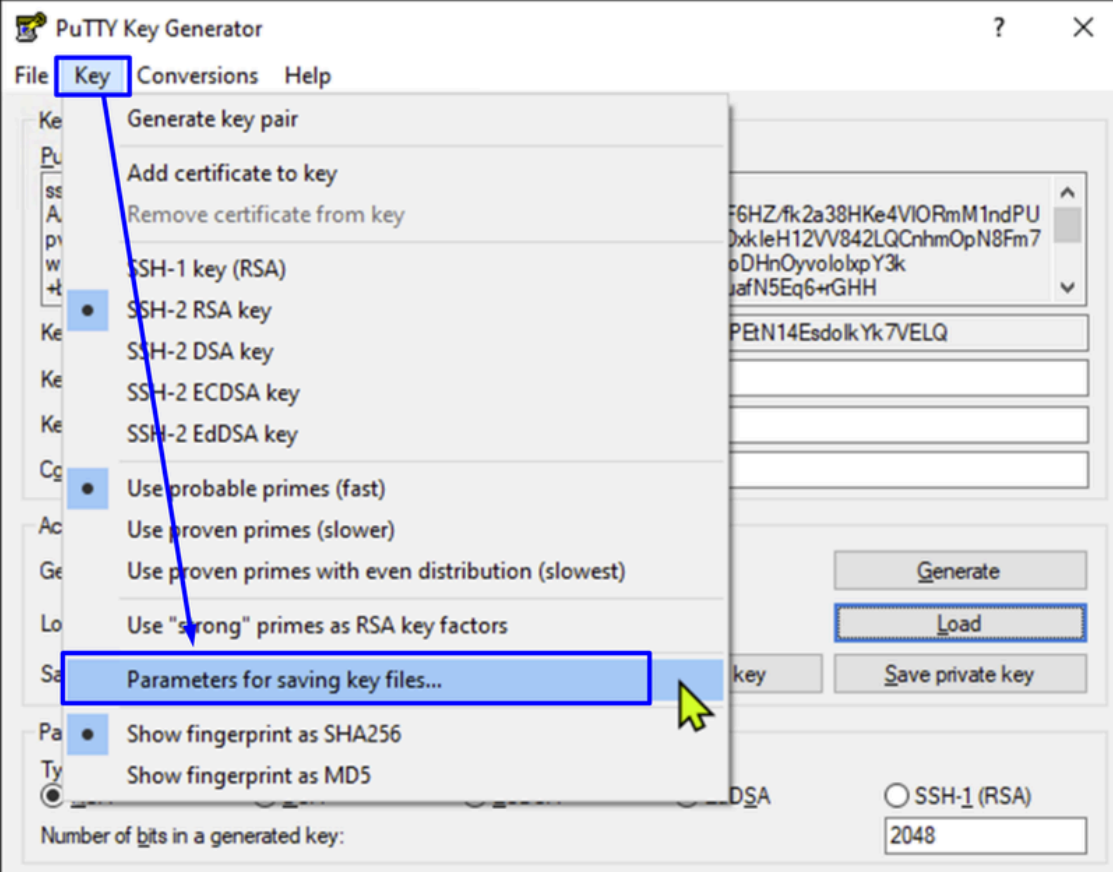 PuTTY Key Generator
?
File Key Conversions Help
Generate key pair
Add certificate to key
Remove certificate from key
SSH-1 key (RSA)
SSH-2 RSA key
SSH-2 DSA key
SSH-2 ECDSA key
SSH-2 EdDSA key
Use probable primes (fast)
Use proven primes (slower)
Use proven primes with even distribution (slowest)
Use "strong" primes as RSA key factors
Parameters for saving key files...
Show fingerprint as SHA256
Show fingerprint as MD5
F6HZ/fk2a38HKe4VIORmM1ndPU
DxkleH12VV842LQCnhmOpN8Fm7
oDHnOyvoIoIxpY3k
uafN5Eq6+rGHH
PEtN14EsdoIkYk7VELQ
Generate
Load
key
Save private key
SSH-1 (RSA)
Number of bits in a generated key:
2048